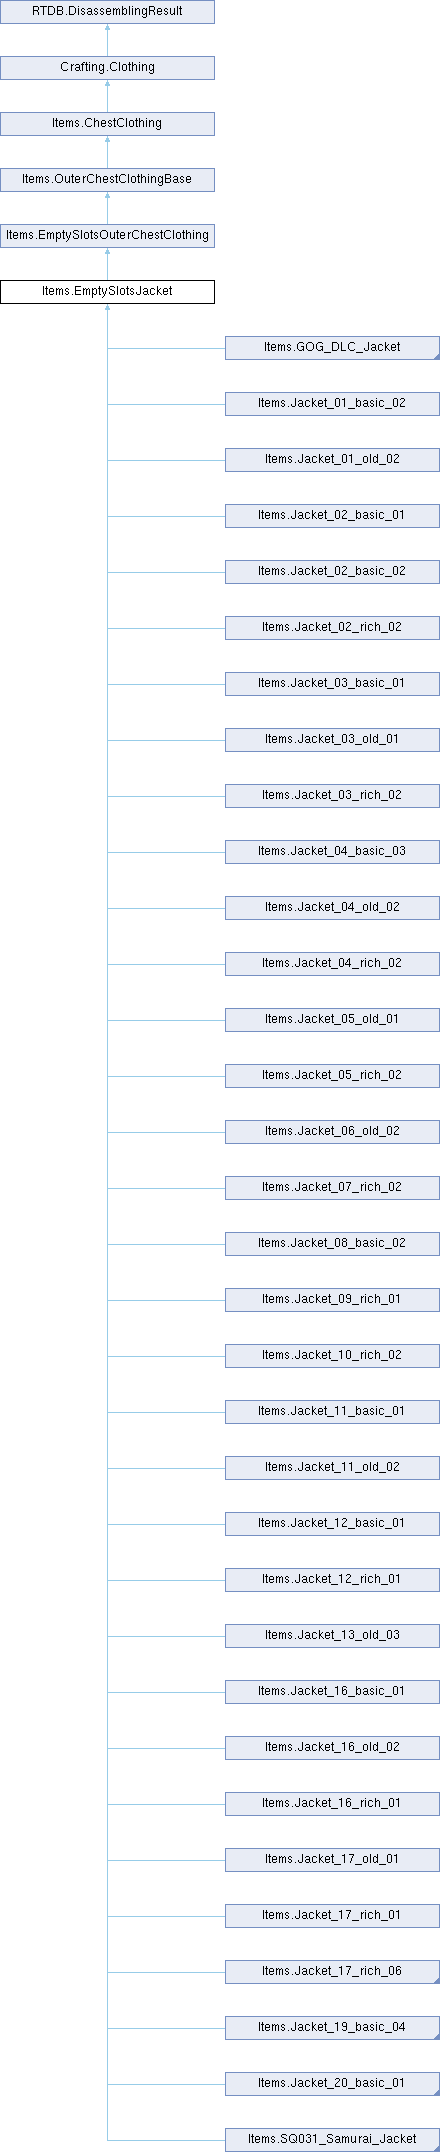 RTDB.DisassemblingResult
Crafting.Clothing
Items.ChestClothing
Items.OuterChestClothingBase
Items.EmptySlotsOuterChestClothing
Items.EmptySlotsJacket
Items.GOG_DLC_Jacket
Items.Jacket_01_basic_02
Items.Jacket_01_old_02
Items.Jacket_02_basic_01
Items.Jacket_02_basic_02
Items.Jacket_02_rich_02
Items.Jacket_03_basic_01
Items.Jacket_03_old_01
Items.Jacket_03_rich_02
Items.Jacket_04_basic_03
Items.Jacket_04_old_02
Items.Jacket_04_rich_02
Items.Jacket_05_old_01
Items.Jacket_05_rich_02
Items.Jacket_06_old_02
Items.Jacket_07_rich_02
Items.Jacket_08_basic_02
Items.Jacket_09_rich_01
Items.Jacket_10_rich_02
Items.Jacket_11_basic_01
Items.Jacket_11_old_02
Items.Jacket_12_basic_01
Items.Jacket_12_rich_01
Items.Jacket_13_old_03
Items.Jacket_16_basic_01
Items.Jacket_16_old_02
Items.Jacket_16_rich_01
Items.Jacket_17_old_01
Items.Jacket_17_rich_01
Items.Jacket_17_rich_06
Items.Jacket_19_basic_04
Items.Jacket_20_basic_01
Items.SQ031_Samurai_Jacket